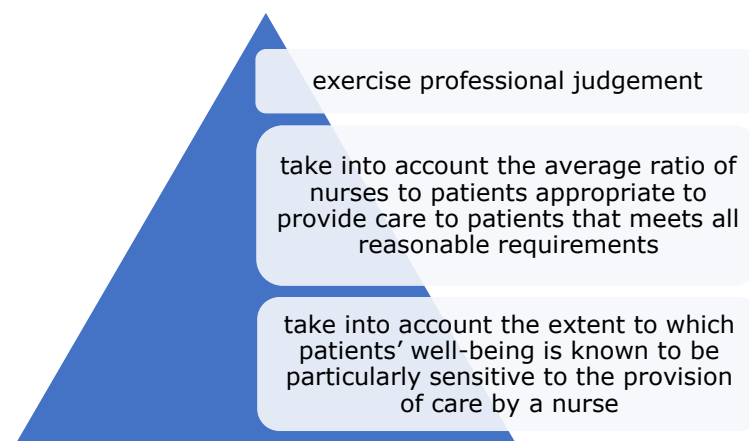 exercise professional judgement
take into account the average ratio of
nurses to patients appropriate to
provide care to patients that meets all
reasonable requirements
take into account the extent to which
patients’ well-being is known to be
particularly sensitive to the provision
of care by a nurse